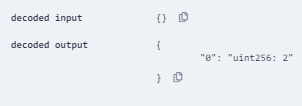 decoded input {}
decoded output {
"0": "uint256: 2"
}